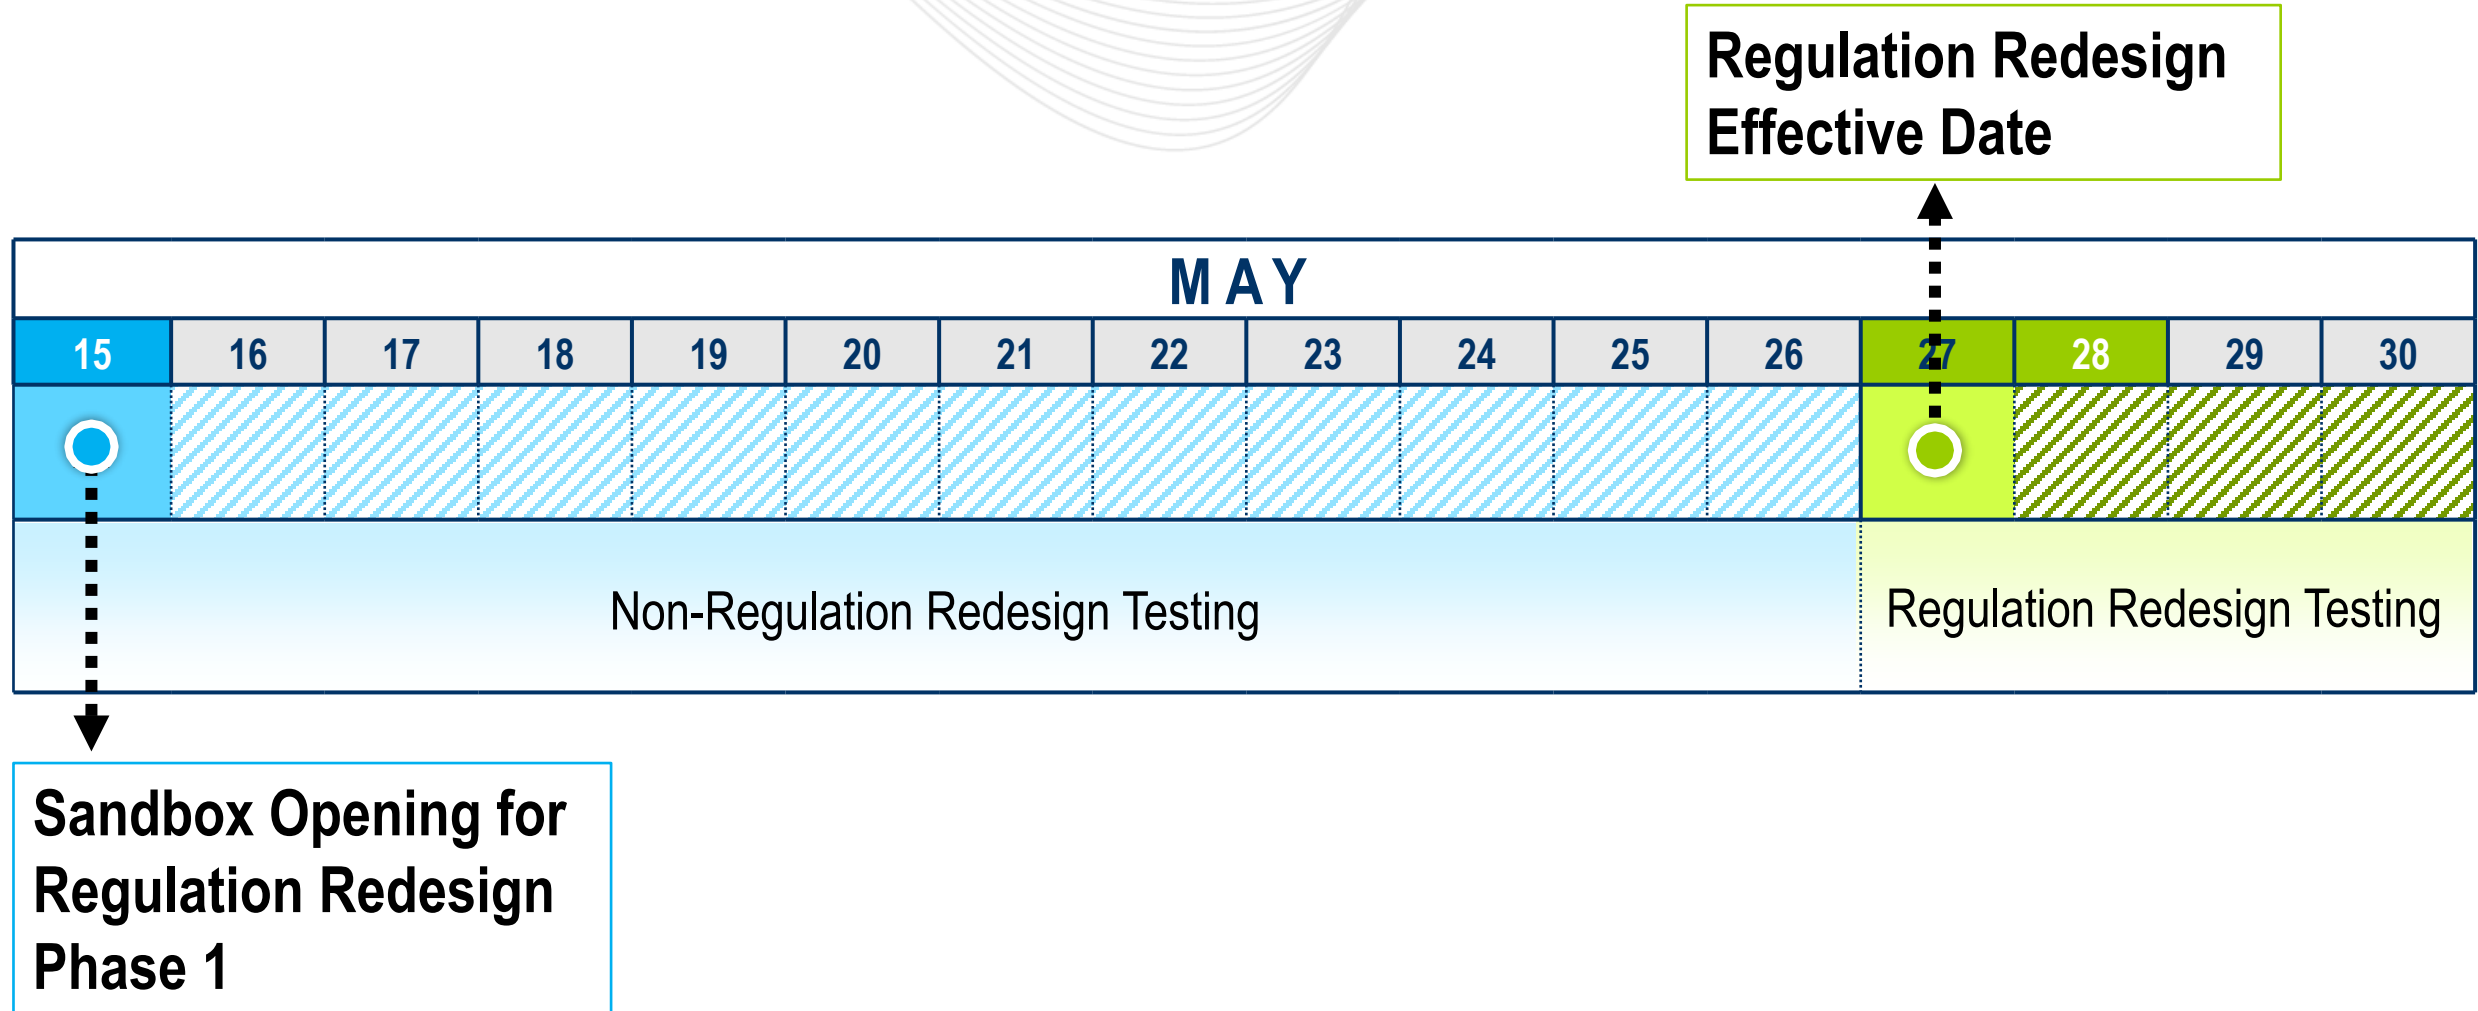 Regulation Redesign
Effective Date
MAY
15 16 17 18 19 20 21 22 23 24 25 26 27 28 29 30
Non-Regulation Redesign Testing
Regulation Redesign Testing
Sandbox Opening for
Regulation Redesign
Phase 1